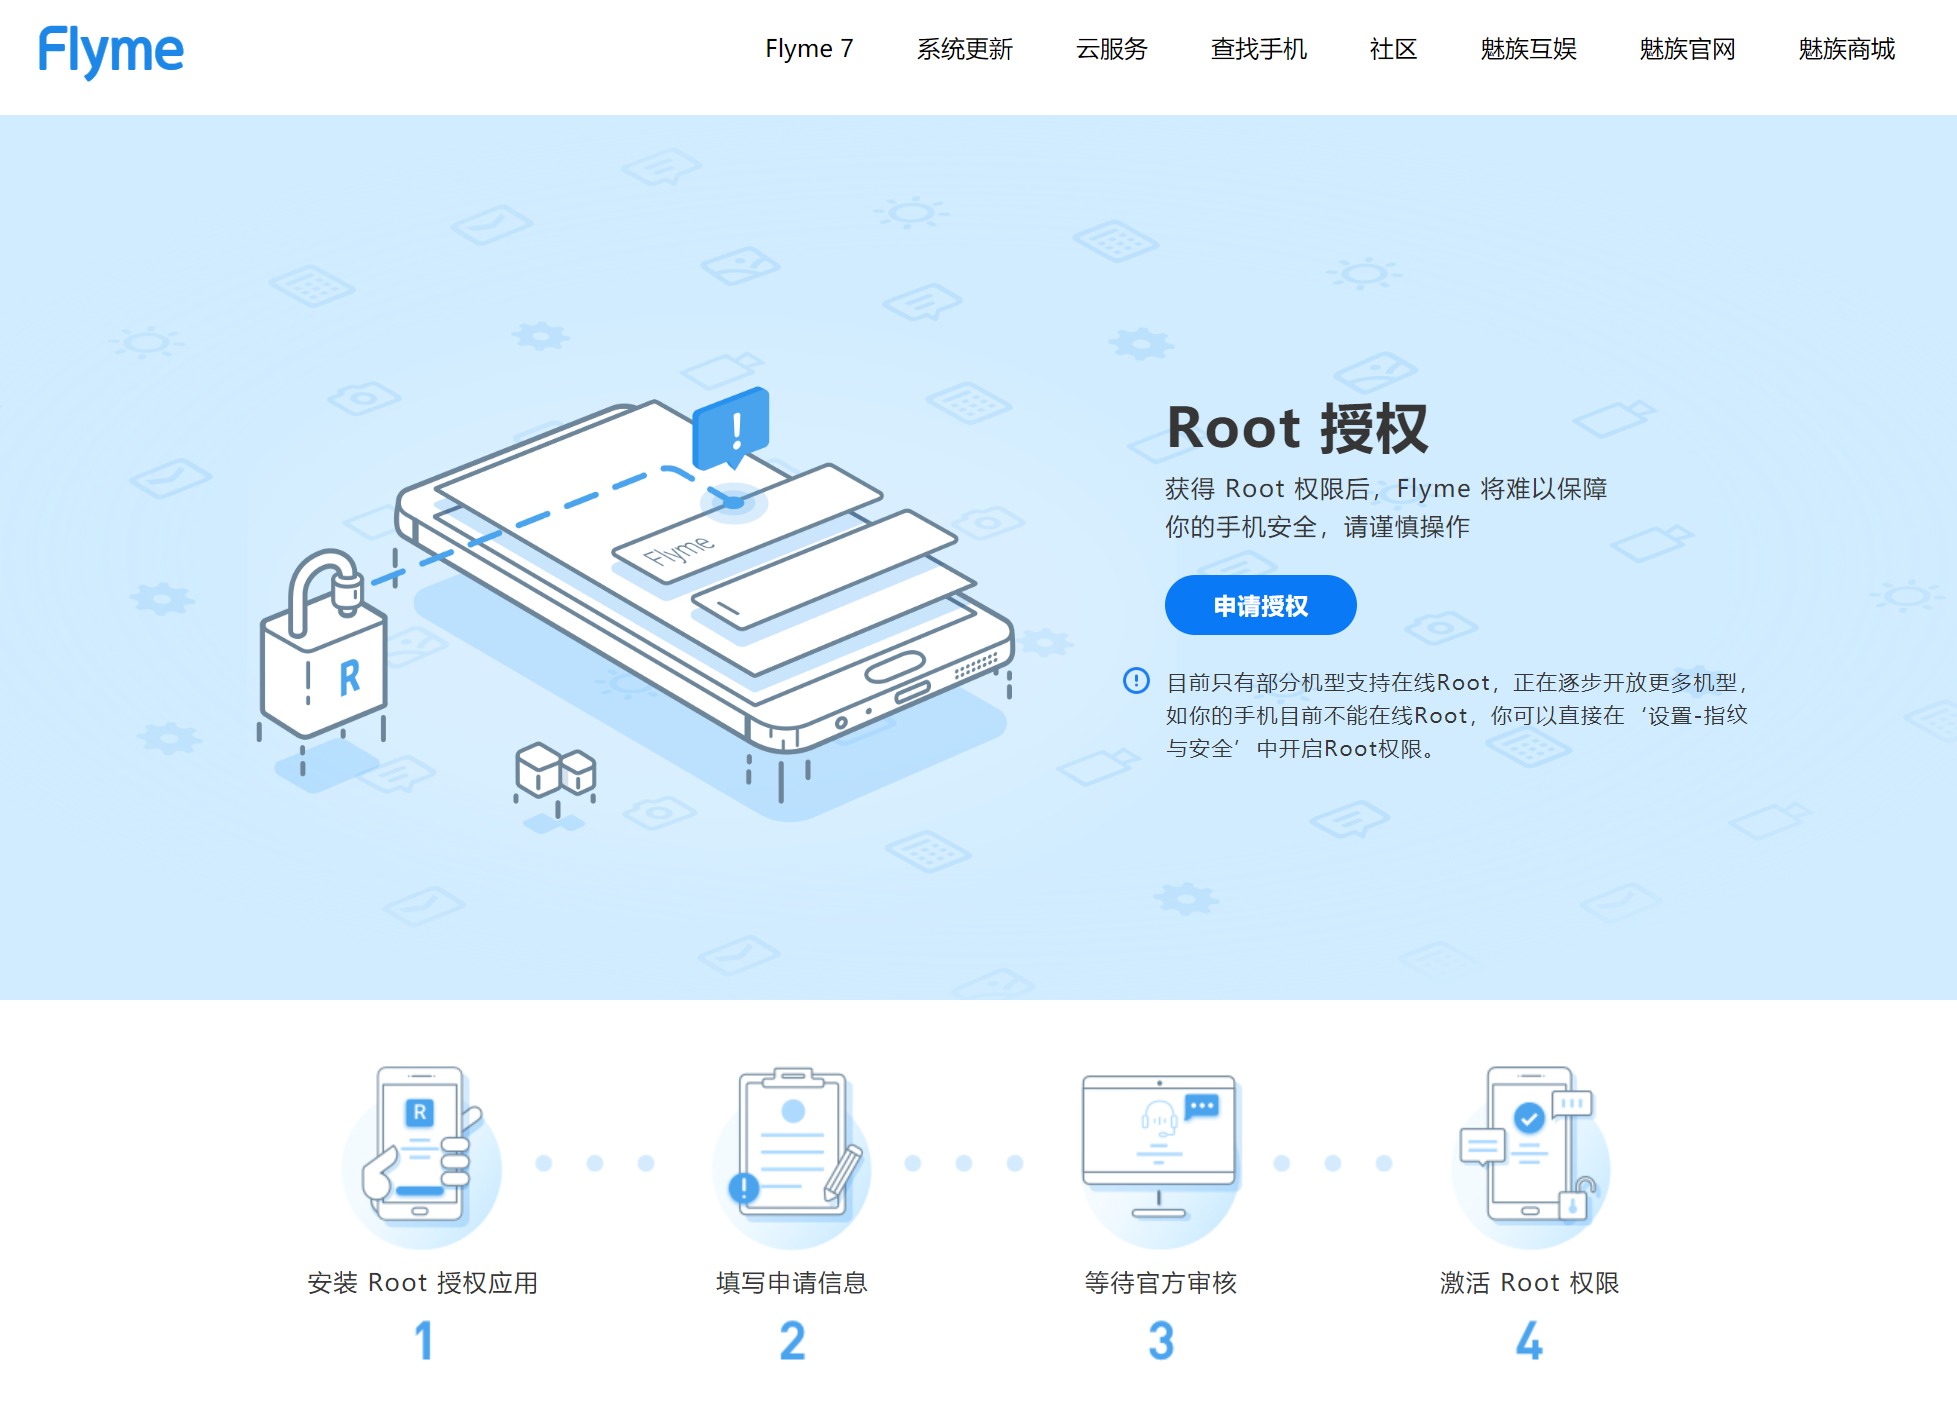 Flyme
Flyme 7
系统更新
云服务
查找手机
社区
魅族互娱
魅族官网
魅族商城
Flyme
R
Root 授权
获得 Root 权限后，Flyme 将难以保障
你的手机安全，请谨慎操作
申请授权
目前只有部分机型支持在线Root，正在逐步开放更多机型，
如你的手机目前不能在线Root，你可以直接在‘设置-指纹
与安全’中开启Root权限。
R
安装 Root 授权应用
填写申请信息
等待官方审核
激活 Root 权限
1
2
3
4